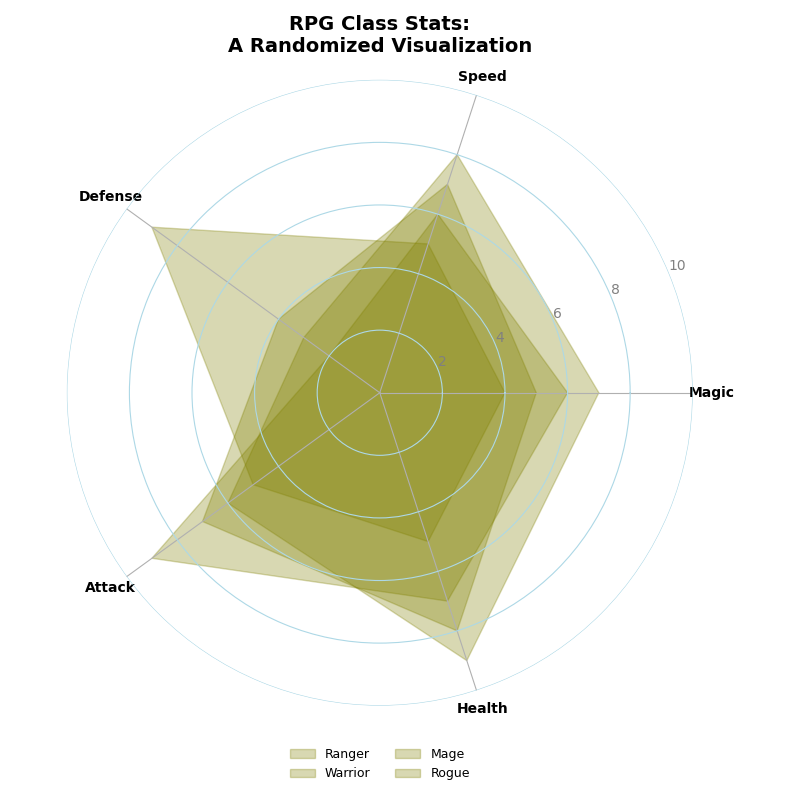 RPG Class Stats:
A Randomized Visualization
Speed
Defense
10
8
6
4
2
Magic
Attack
Health
Ranger
Mage
Warrior
Rogue